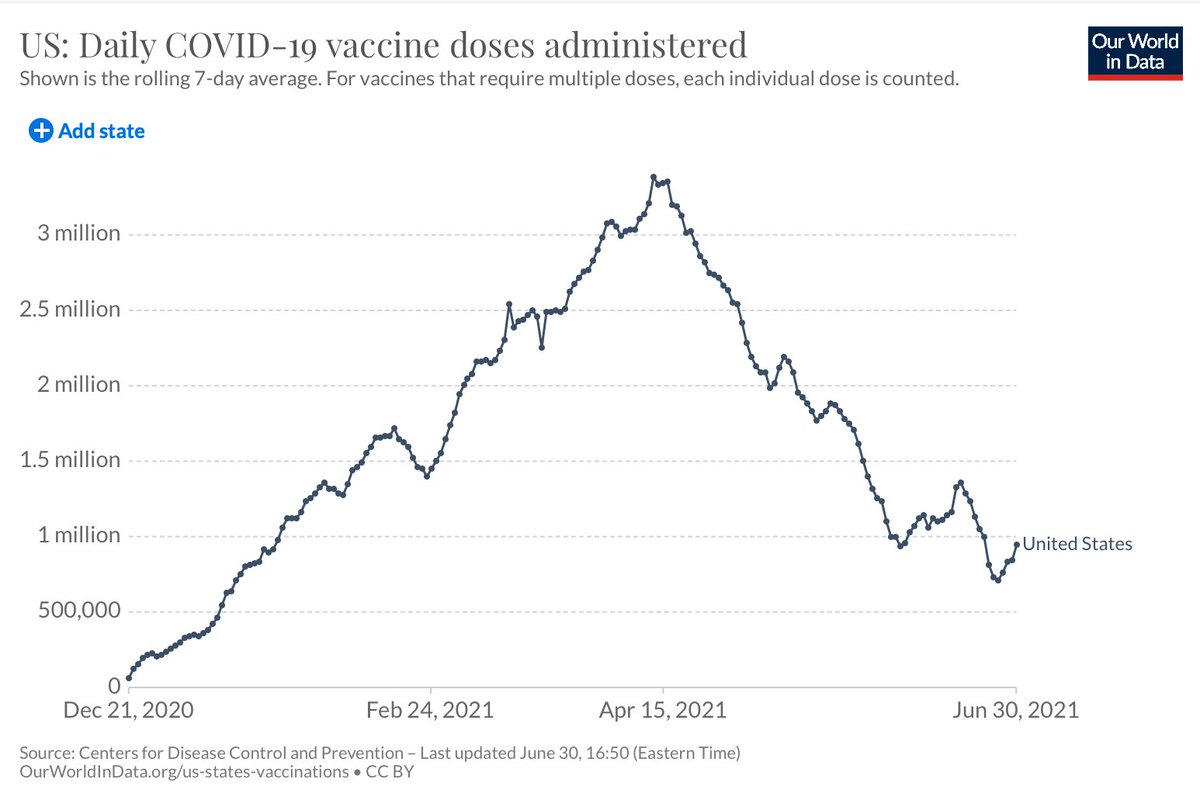 US: Daily COVID-19 vaccine doses administered
Our World
in Data
Shown is the rolling 7-day average. For vaccines that require multiple doses, each individual dose is counted.
Add state
3 million
2.5 million
2 million
1.5 million
1 million
United States
500,000
0
Dec 21, 2020
Feb 24, 2021
Apr 15, 2021
Jun 30, 2021
Source: Centers for Disease Control and Prevention – Last updated June 30, 16:50 (Eastern Time)
OurWorldInData.org/us-states-vaccinations • CC BY